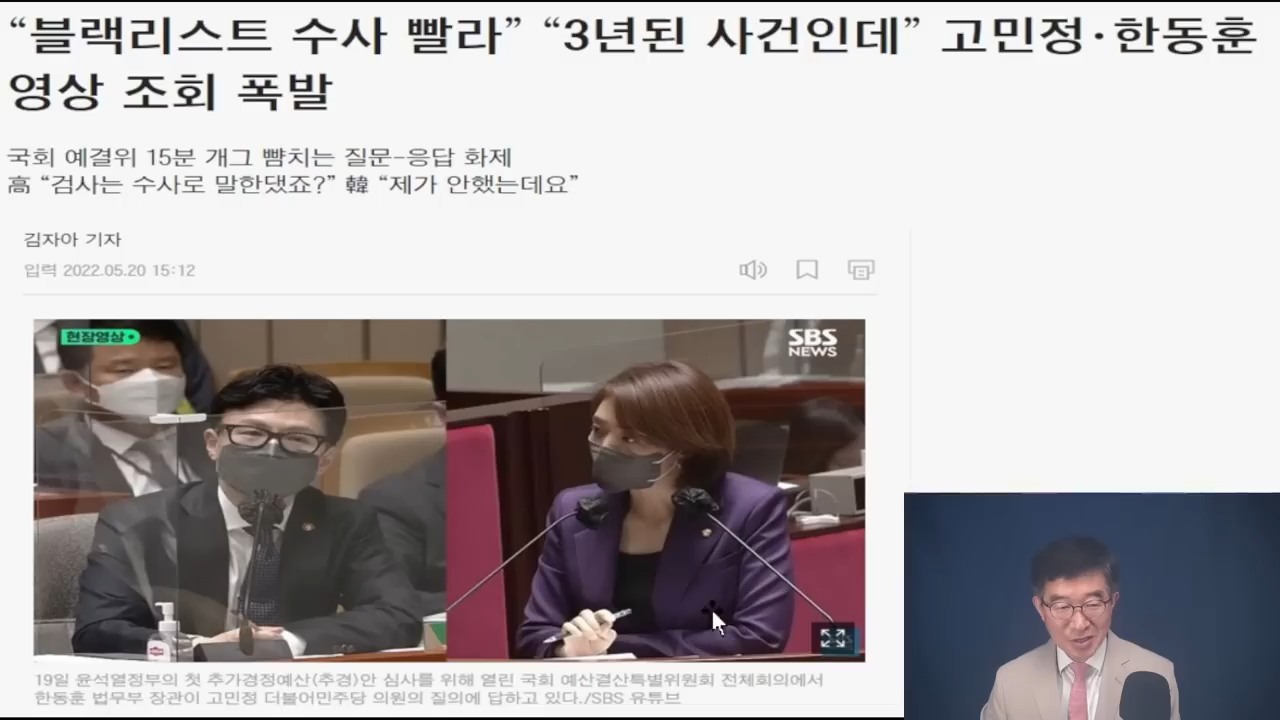 “블랙리스트 수사 빨라” “3년된 사건인데” 고민정·한동훈
영상 조회 폭발
국회 예결위 15분 개그 뺨치는 질문-응답 화제
高 “검사는 수사로 말한댔죠?” 韓 “제가 안했는데요”
김자아 기자
입력 2022.05.20 15:12
현장영상
SBS
NEWS
19일 윤석열정부의 첫 추가경정예산(추경)안 심사를 위해 열린 국회 예산결산특별위원회 전체회의에서
한동훈 법무부 장관이 고민정 더불어민주당 의원의 질의에 답하고 있다./SBS 유튜브